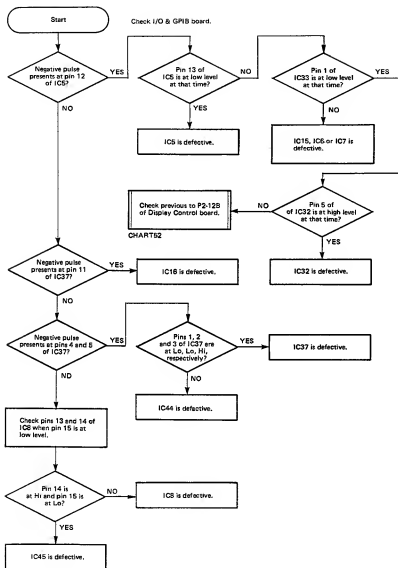 Start
Check I/O & GPIB board.
Negative pulse
presents at pin 12
of IC5?
YES
NO
Pin 13 of
IC5 is at low level
at that time?
NO
YES
Pin 1 of
IC33 is at low level
at that time?
YES
NO
IC5 is defective.
IC15, IC6 or IC7 is
defective.
Check previous to P2-12B
of Display Control board.
CHART52
NO
Pin 5 of
of IC32 is at high level
at that time?
YES
IC32 is defective.
Negative pulse
presents at pin 11
of IC37?
YES
NO
IC16 is defective.
Negative pulse
presents at pins 4 and 5
of IC37?
YES
ND
Pins 1, 2
and 3 of IC37 ere
at Lo, Lo, Hi,
respectively?
YES
NO
IC37 is defective.
IC44 is defective.
Check pins 13 and 14 of
IC8 when pin 15 is at
low level.
Pin 14 is
at Hi and pin 15 is
at Lo?
NO
YES
IC8 is defective.
IC45 is defective.